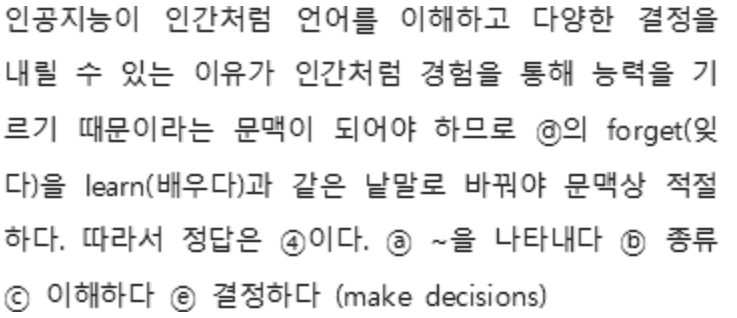 인공지능이 인간처럼 언어를 이해하고 다양한 결정을
내릴 수 있는 이유가 인간처럼 경험을 통해 능력을 기
르기 때문이라는 문맥이 되어야 하므로 ⓓ의 forget(잊
다)을 learn(배우다)과 같은 낱말로 바꿔야 문맥상 적절
하다. 따라서 정답은 ④이다. ⓐ ~을 나타내다 ⓑ 종류
ⓒ 이해하다 ⓔ 결정하다 (make decisions)